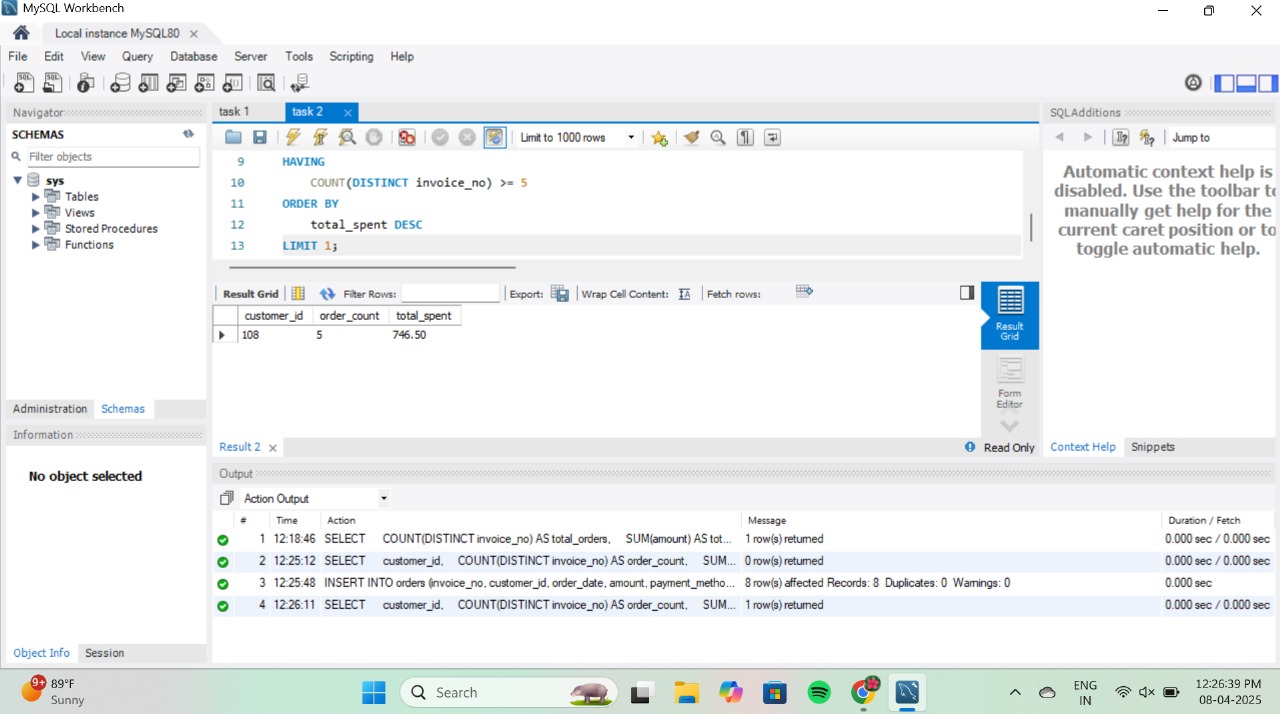 MySQL Workbench
Local instance MySQL80
File Edit View Query Database Server Tools Scripting Help
Navigator
SCHEMAS
Filter objects
sys
Tables
Views
Stored Procedures
Functions
Administration Schemas
Information
No object selected
Object Info Session
task 1 task 2
Limit to 1000 rows
9 HAVING
10 COUNT(DISTINCT invoice_no) >= 5
11 ORDER BY
12 total_spent DESC
13 LIMIT 1;
Result Grid Filter Rows: Export: Wrap Cell Content: Fetch rows:
customer_id order_count total_spent
108 5 746.50
Result Grid
Form Editor
Result 2 Read Only
SQLAdditions
Jump to
Automatic context help is
disabled. Use the toolbar to
manually get help for the
current caret position or to
toggle automatic help.
Context Help Snippets
Output
Action Output
# Time Action Message Duration / Fetch
1 12:18:46 SELECT COUNT(DISTINCT invoice_no) AS total_orders, SUM(amount) AS tot... 1 row(s) returned 0.000 sec / 0.000 sec
2 12:25:12 SELECT customer_id, COUNT(DISTINCT invoice_no) AS order_count, SUM... 0 row(s) returned 0.000 sec / 0.000 sec
3 12:25:48 INSERT INTO orders (invoice_no, customer_id, order_date, amount, payment_metho... 8 row(s) affected Records: 8 Duplicates: 0 Warnings: 0 0.000 sec
4 12:26:11 SELECT customer_id, COUNT(DISTINCT invoice_no) AS order_count, SUM... 1 row(s) returned 0.000 sec / 0.000 sec
9+ 89°F
Sunny
Search
ENG
IN
12:26:39 PM
08-04-2025